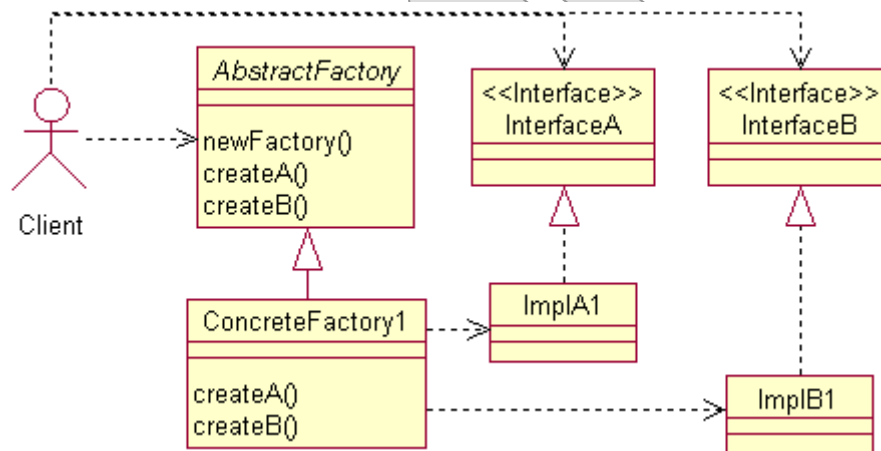 AbstractFactory
newFactory()
createA()
createB()
<<Interface>>
InterfaceA
<<Interface>>
InterfaceB
Client
ConcreteFactory1
createA()
createB()
ImplA1
ImplB1